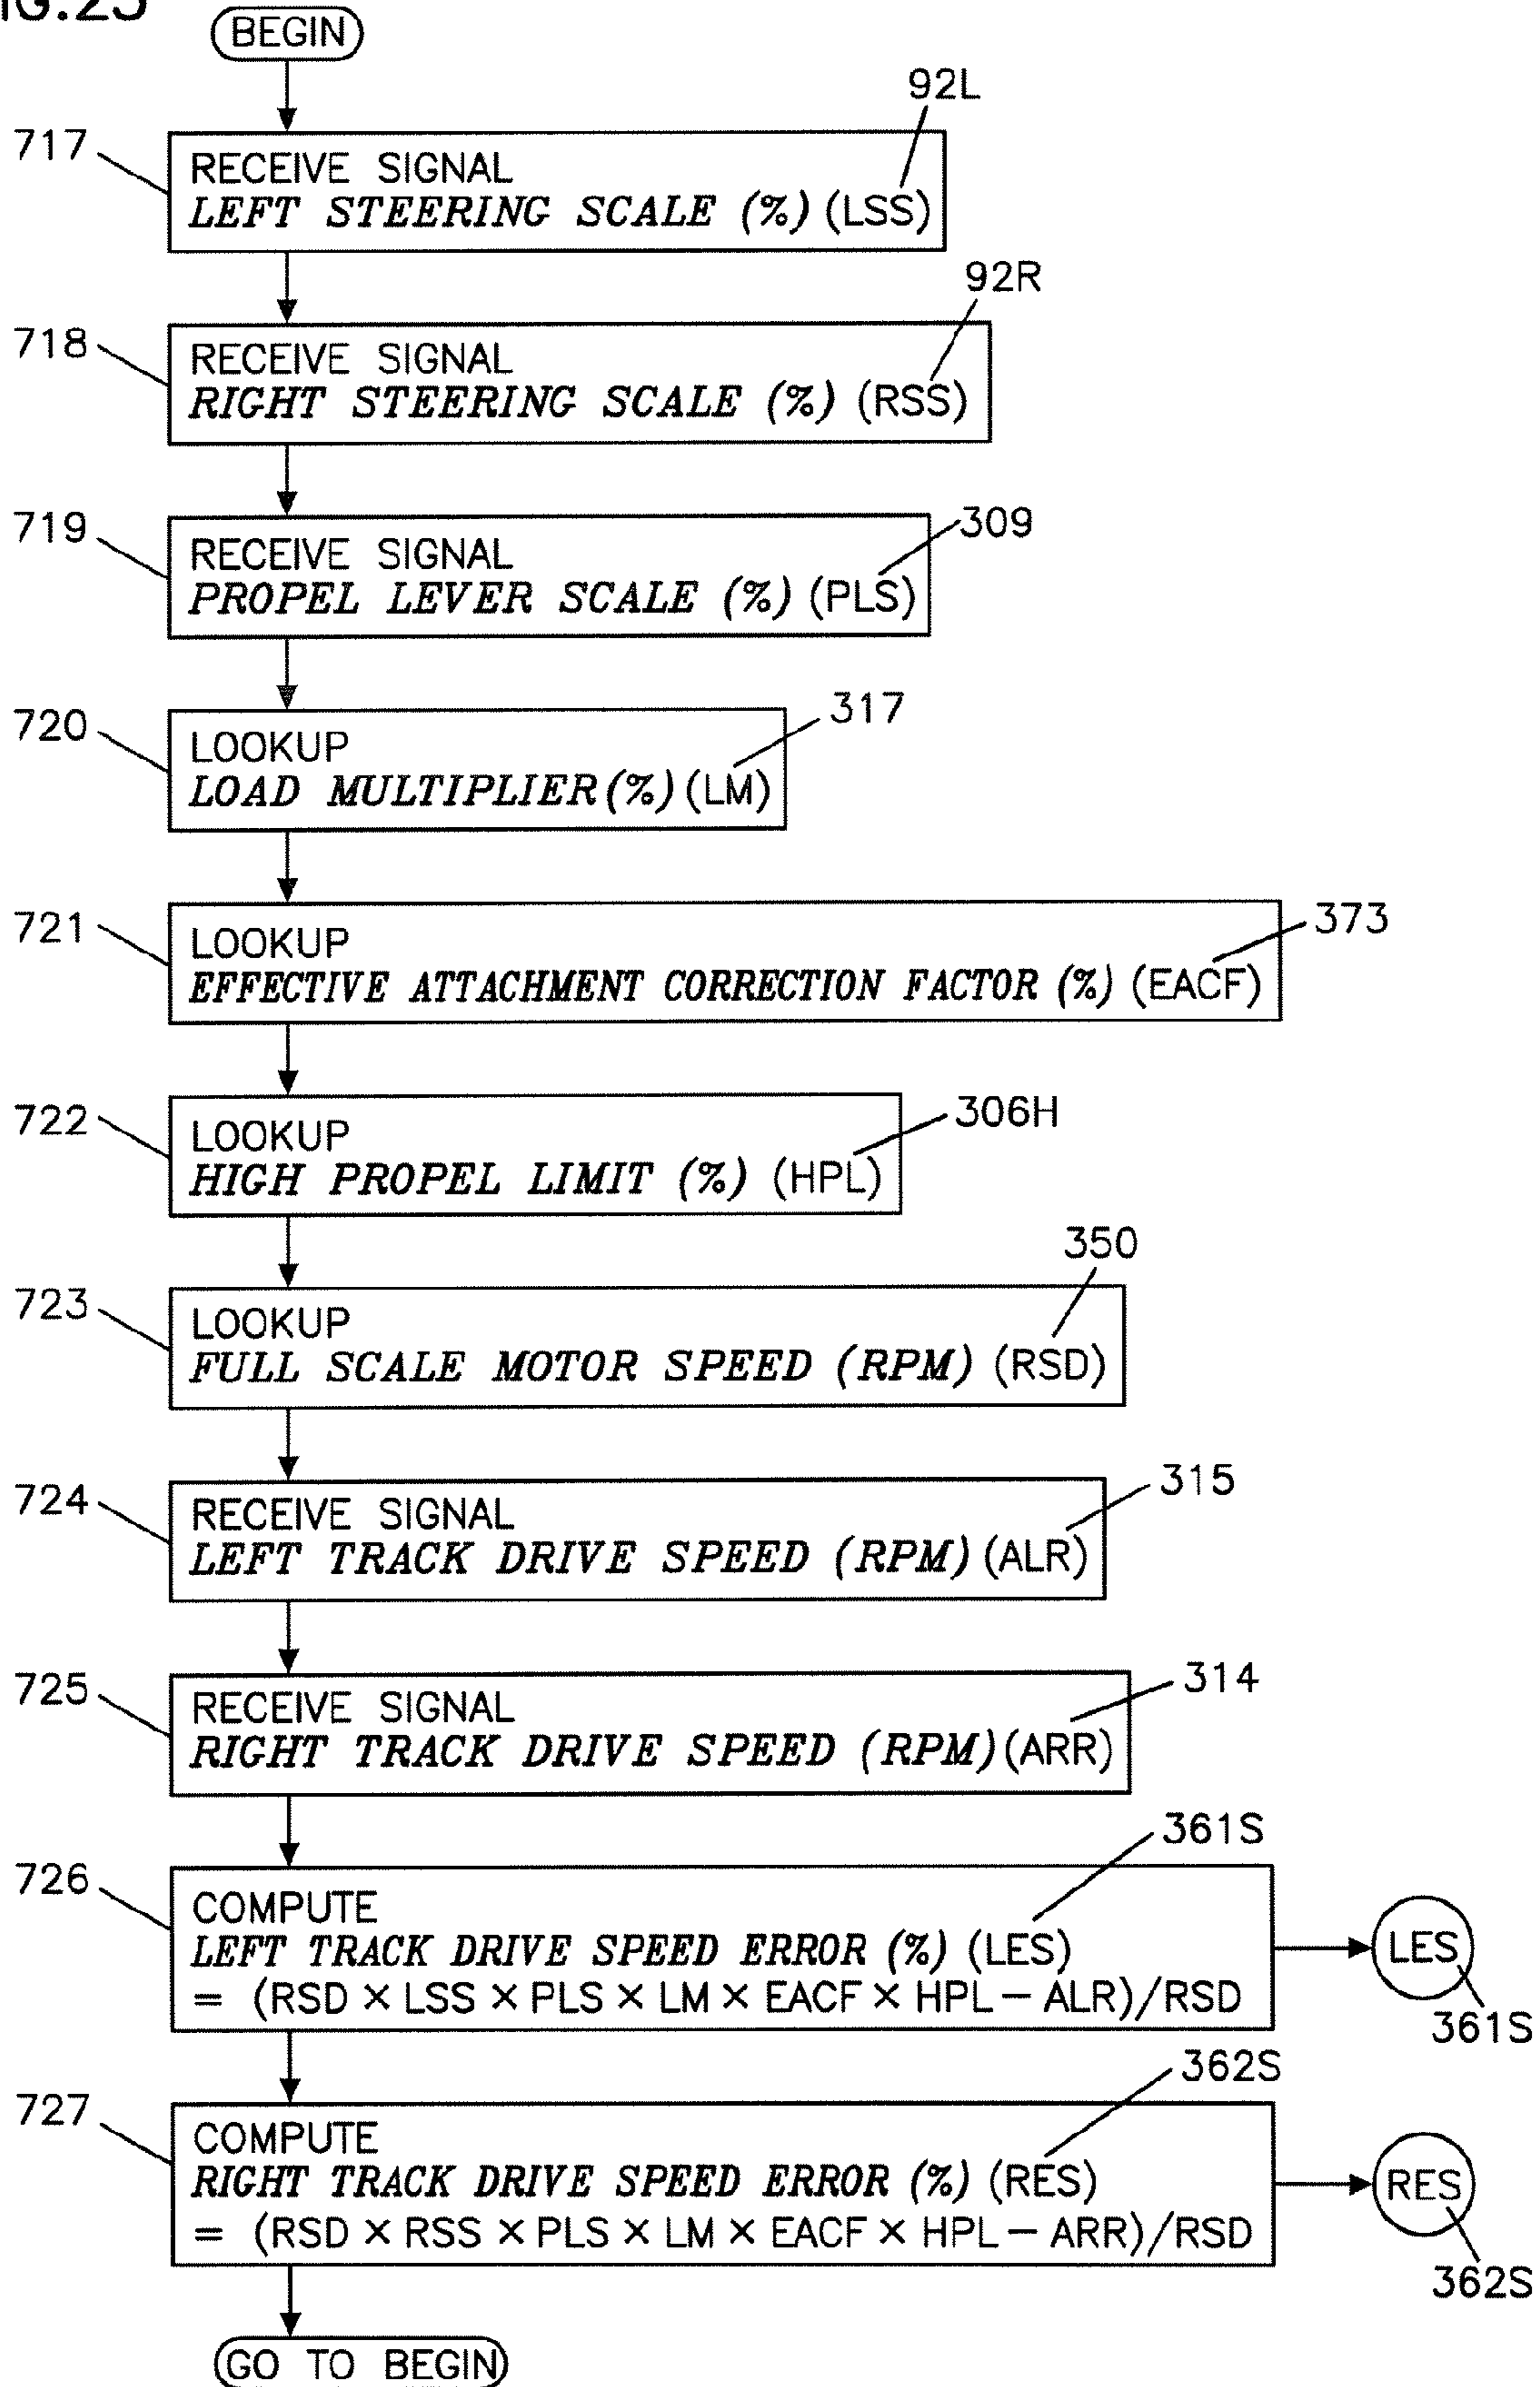 BEGIN
92L
717
RECEIVE SIGNAL
LEFT STEERING SCALE (%) (LSS)
92R
718
RECEIVE SIGNAL
RIGHT STEERING SCALE (%) (RSS)
719
309
RECEIVE SIGNAL
PROPEL LEVER SCALE (%) (PLS)
720
317
LOOKUP
LOAD MULTIPLIER (%) (LM)
721
373
LOOKUP
EFFECTIVE ATTACHMENT CORRECTION FACTOR (%) (EACF)
722
306H
LOOKUP
HIGH PROPEL LIMIT (%) (HPL)
350
723
LOOKUP
FULL SCALE MOTOR SPEED (RPM) (RSD)
315
724
RECEIVE SIGNAL
LEFT TRACK DRIVE SPEED (RPM) (ALR)
314
725
RECEIVE SIGNAL
RIGHT TRACK DRIVE SPEED (RPM) (ARR)
361S
726
COMPUTE
LEFT TRACK DRIVE SPEED ERROR (%) (LES)
= (RSD × LSS × PLS × LM × EACF × HPL – ALR)/RSD
LES
361S
362S
727
COMPUTE
RIGHT TRACK DRIVE SPEED ERROR (%) (RES)
= (RSD × RSS × PLS × LM × EACF × HPL – ARR)/RSD
RES
362S
GO TO BEGIN